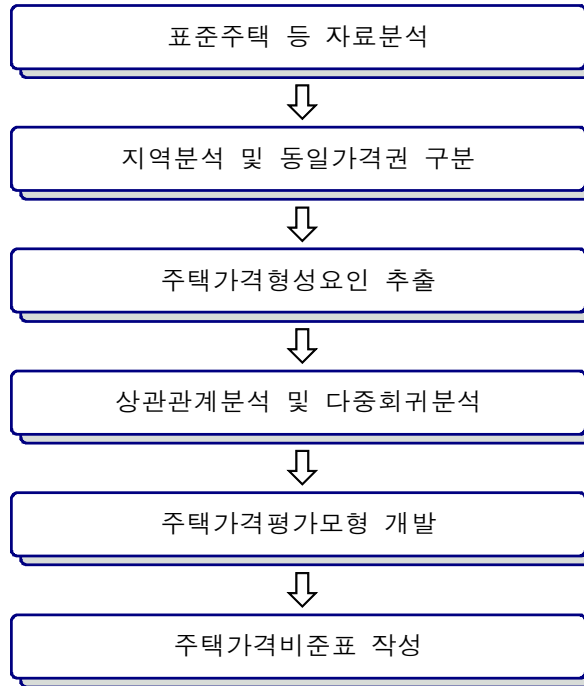 표준주택 등 자료분석
지역분석 및 동일가격권 구분
주택가격형성요인 추출
상관관계분석 및 다중회귀분석
주택가격평가모형 개발
주택가격비준표 작성